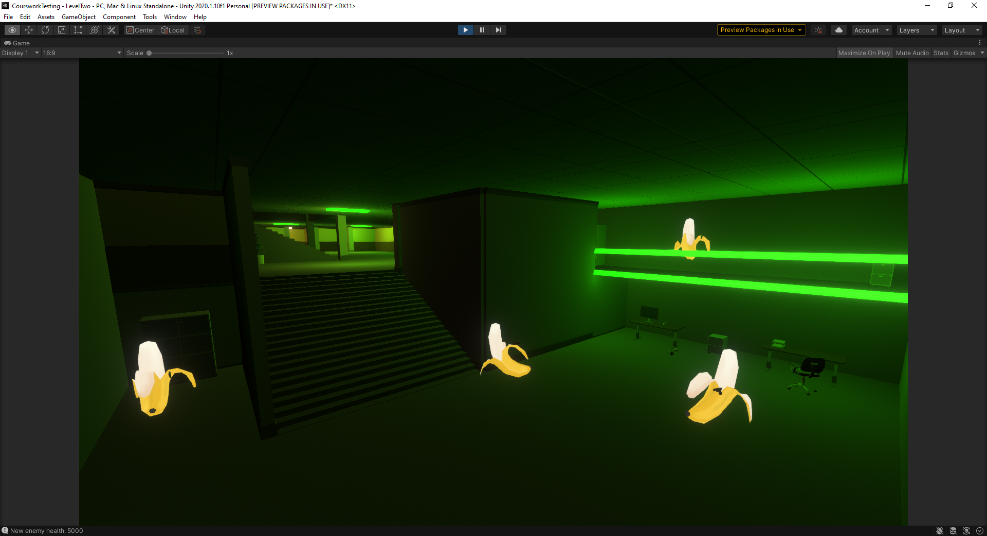 CourseworkTesting - LevelTwo - PC, Mac & Linux Standalone - Unity 2020.1.10f1 Personal [PREVIEW PACKAGES IN USE]* <DX11>
File Edit Assets GameObject Component Tools Window Help
Center Local Preview Packages in Use Account Layers Layout
Game
Display 1 16:9 Scale 1x Maximize On Play Mute Audio Stats Gizmos
New enemy health: 5000